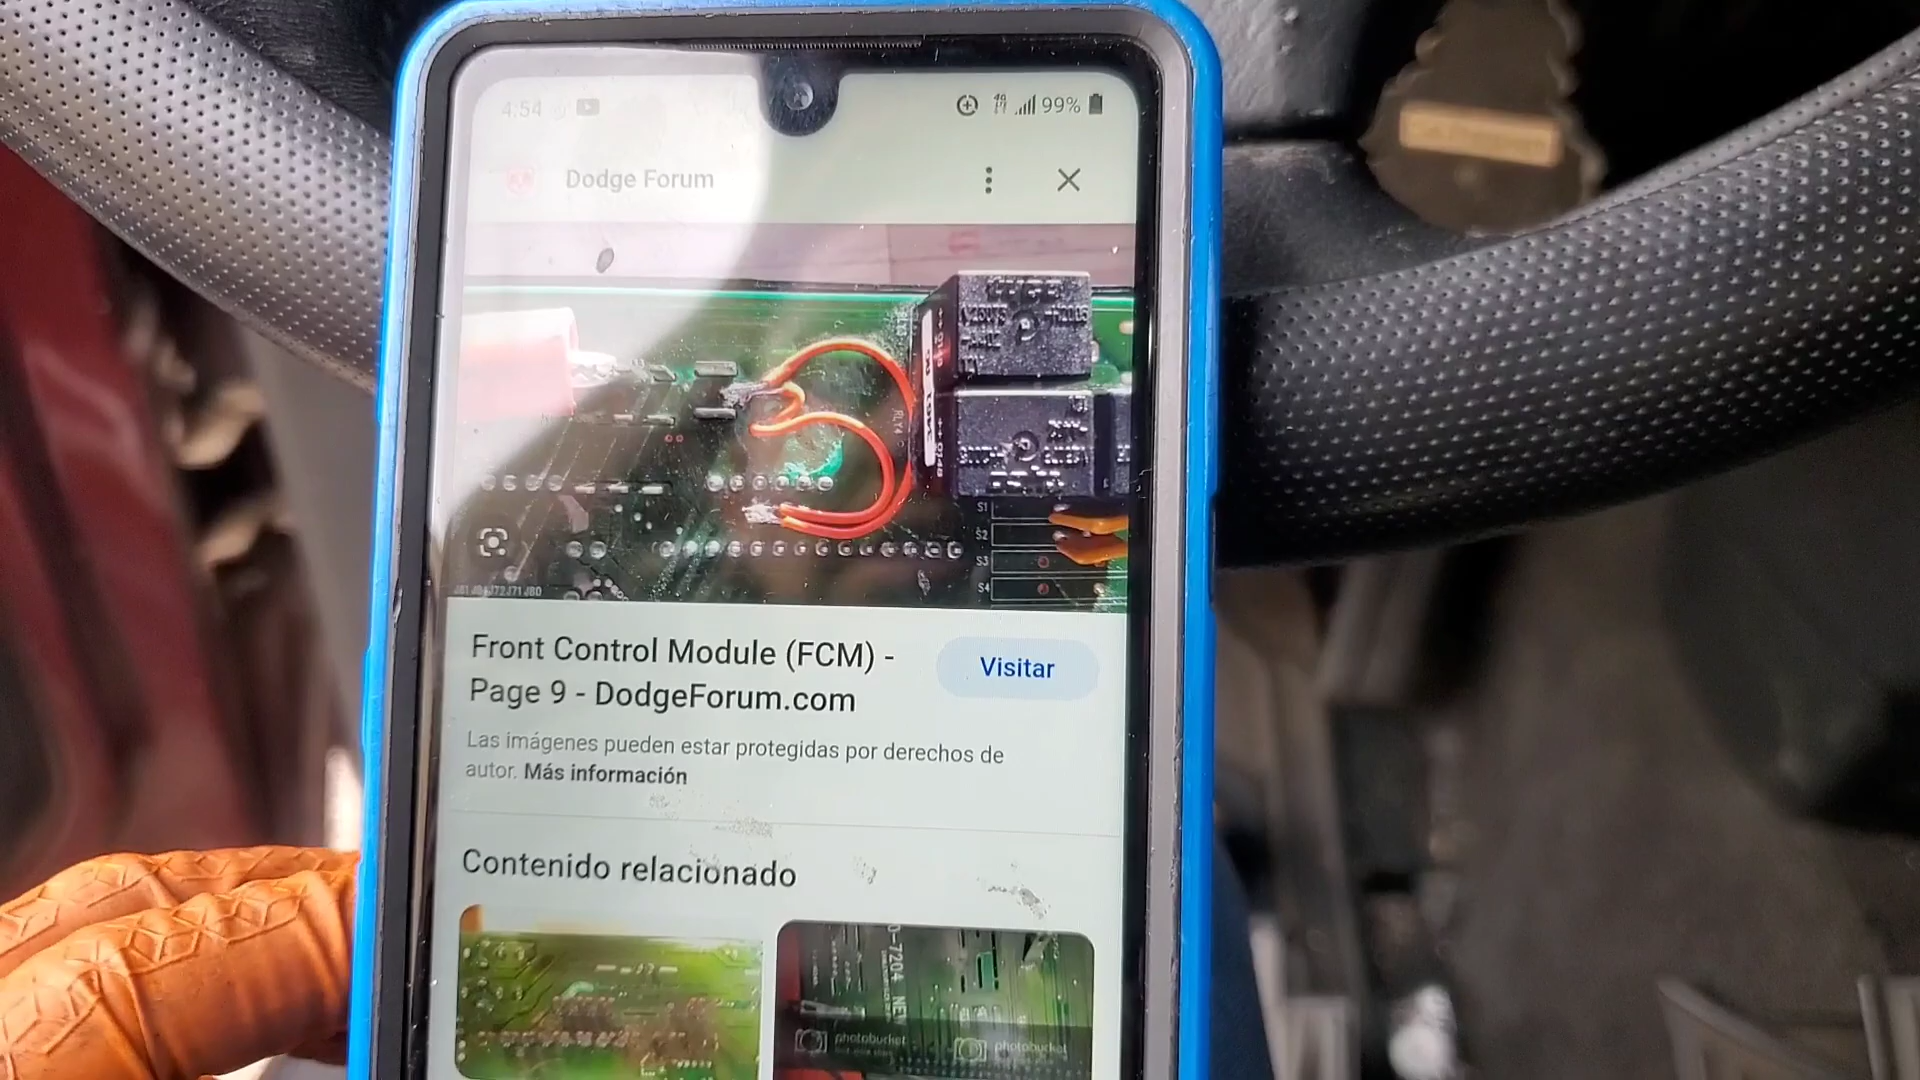 4:54
99%
Dodge Forum
RLY4
S1
S2
S3
S4
Front Control Module (FCM) -
Page 9 - DodgeForum.com
Visitar
Las imágenes pueden estar protegidas por derechos de
autor. Más información
Contenido relacionado
photobucket
photobucket